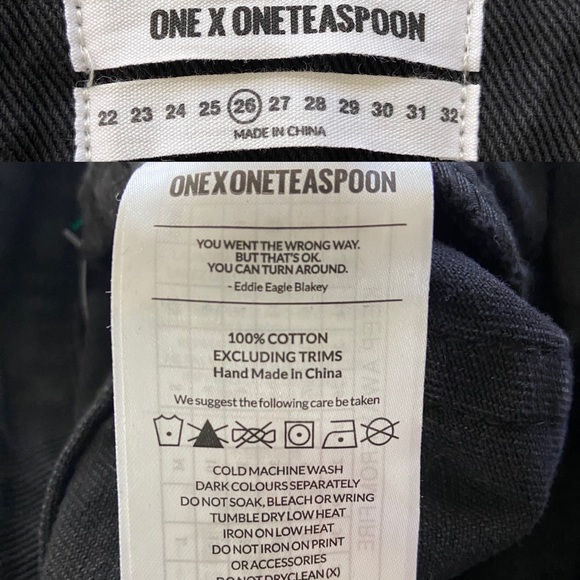 ONE X ONETEASPOON
22 23 24 25 26 27 28 29 30 31 32
MADE IN CHINA
ONEXONETEASPOON
YOU WENT THE WRONG WAY.
BUT THAT'S OK.
YOU CAN TURN AROUND.
- Eddie Eagle Blakey
100% COTTON
EXCLUDING TRIMS
Hand Made in China
We suggest the following care be taken
COLD MACHINE WASH
DARK COLOURS SEPARATELY
DO NOT SOAK, BLEACH OR WRING
TUMBLE DRY LOW HEAT
IRON ON LOW HEAT
DO NOT IRON ON PRINT
OR ACCESSORIES
DO NOT DRYCLEAN (X)